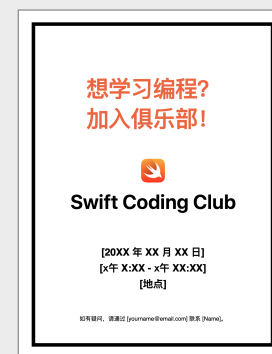 想学习编程？
加入俱乐部！
Swift Coding Club
[20XX 年 XX 月 XX 日]
[x午 X:XX - x午 XX:XX]
[地点]
如有疑问，请通过 [yourname@email.com] 联系 [Name]。